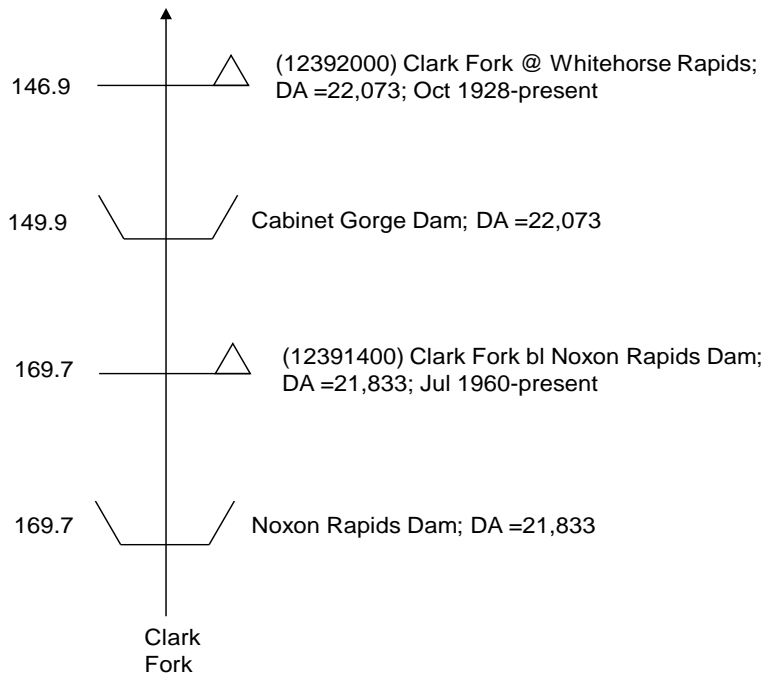 146.9
(12392000) Clark Fork @ Whitehorse Rapids;
DA =22,073; Oct 1928-present
149.9
Cabinet Gorge Dam; DA =22,073
169.7
(12391400) Clark Fork bl Noxon Rapids Dam;
DA =21,833; Jul 1960-present
169.7
Noxon Rapids Dam; DA =21,833
Clark
Fork